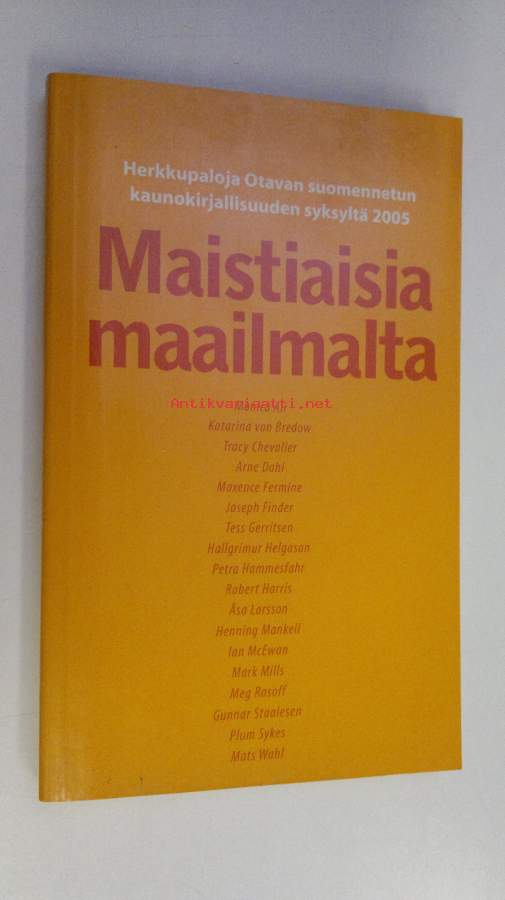 Herkkupaloja Otavan suomennetun
kaunokirjallisuuden syksyltä 2005
Maistiaisia
maailmalta
Antikvariaatti.net
Monica Ali
Katarina von Bredow
Tracy Chevalier
Arne Dahl
Maxence Fermine
Joseph Finder
Tess Gerritsen
Hallgrímur Helgason
Petra Hammesfahr
Robert Harris
Åsa Larsson
Henning Mankell
Ian McEwan
Mark Mills
Meg Rosoff
Gunnar Staalesen
Plum Sykes
Mats Wahl